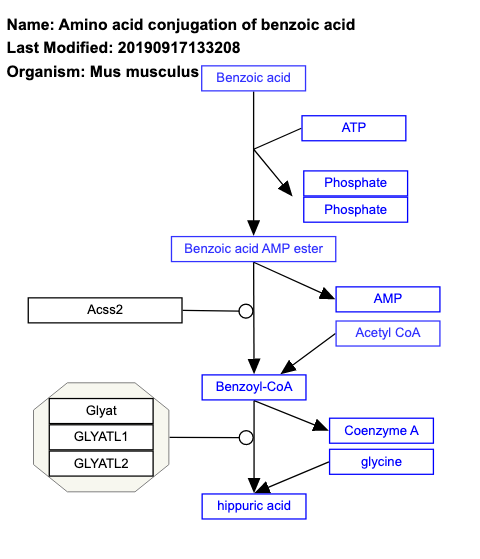 Name: Amino acid conjugation of benzoic acid
Last Modified: 20190917133208
Organism: Mus musculus
Benzoic acid
ATP
Phosphate
Phosphate
Benzoic acid AMP ester
AMP
Acss2
Acetyl CoA
Benzoyl-CoA
Glyat
Coenzyme A
GLYATL1
GLYATL2
glycine
hippuric acid